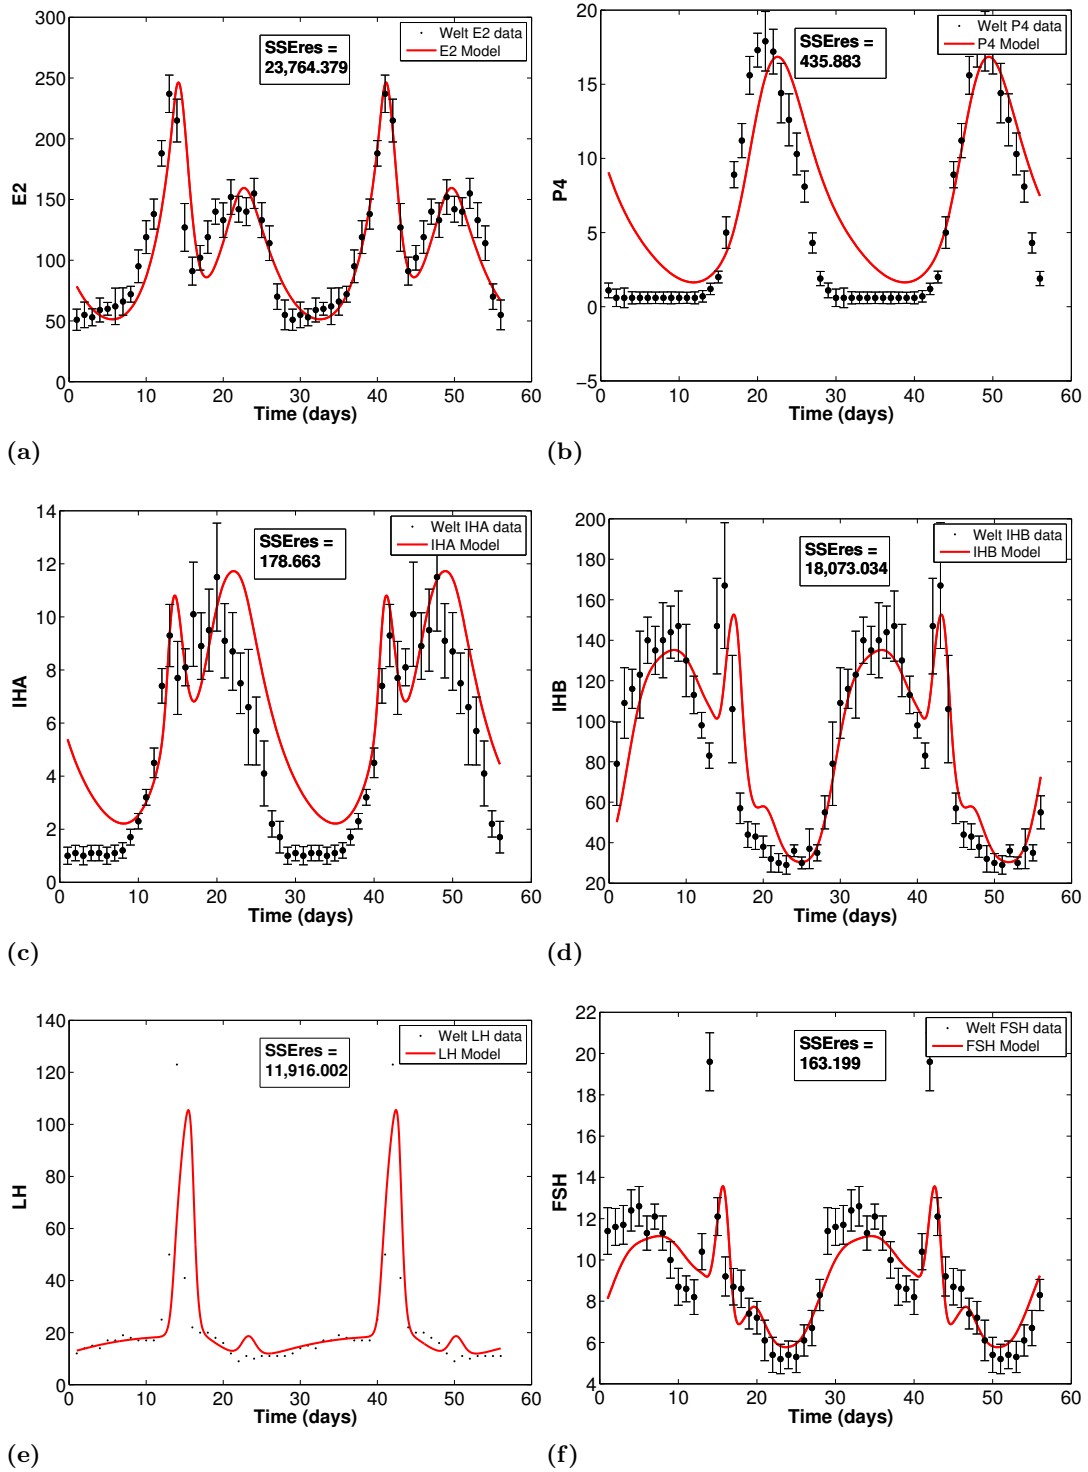 300
250
200
150
100
50
0
E2
SSEres =
23,764.379
Welt E2 data
E2 Model
0 10 20 30 40 50 60
Time (days)
(a)
20
15
10
5
0
−5
P4
SSEres =
435.883
Welt P4 data
P4 Model
0 10 20 30 40 50 60
Time (days)
(b)
14
12
10
8
6
4
2
0
IHA
SSEres =
178.663
Welt IHA data
IHA Model
0 10 20 30 40 50 60
Time (days)
(c)
200
180
160
140
120
100
80
60
40
20
IHB
SSEres =
18,073.034
Welt IHB data
IHB Model
0 10 20 30 40 50 60
Time (days)
(d)
140
120
100
80
60
40
20
0
LH
SSEres =
11,916.002
Welt LH data
LH Model
0 10 20 30 40 50 60
Time (days)
(e)
22
20
18
16
14
12
10
8
6
4
FSH
SSEres =
163.199
Welt FSH data
FSH Model
0 10 20 30 40 50 60
Time (days)
(f)